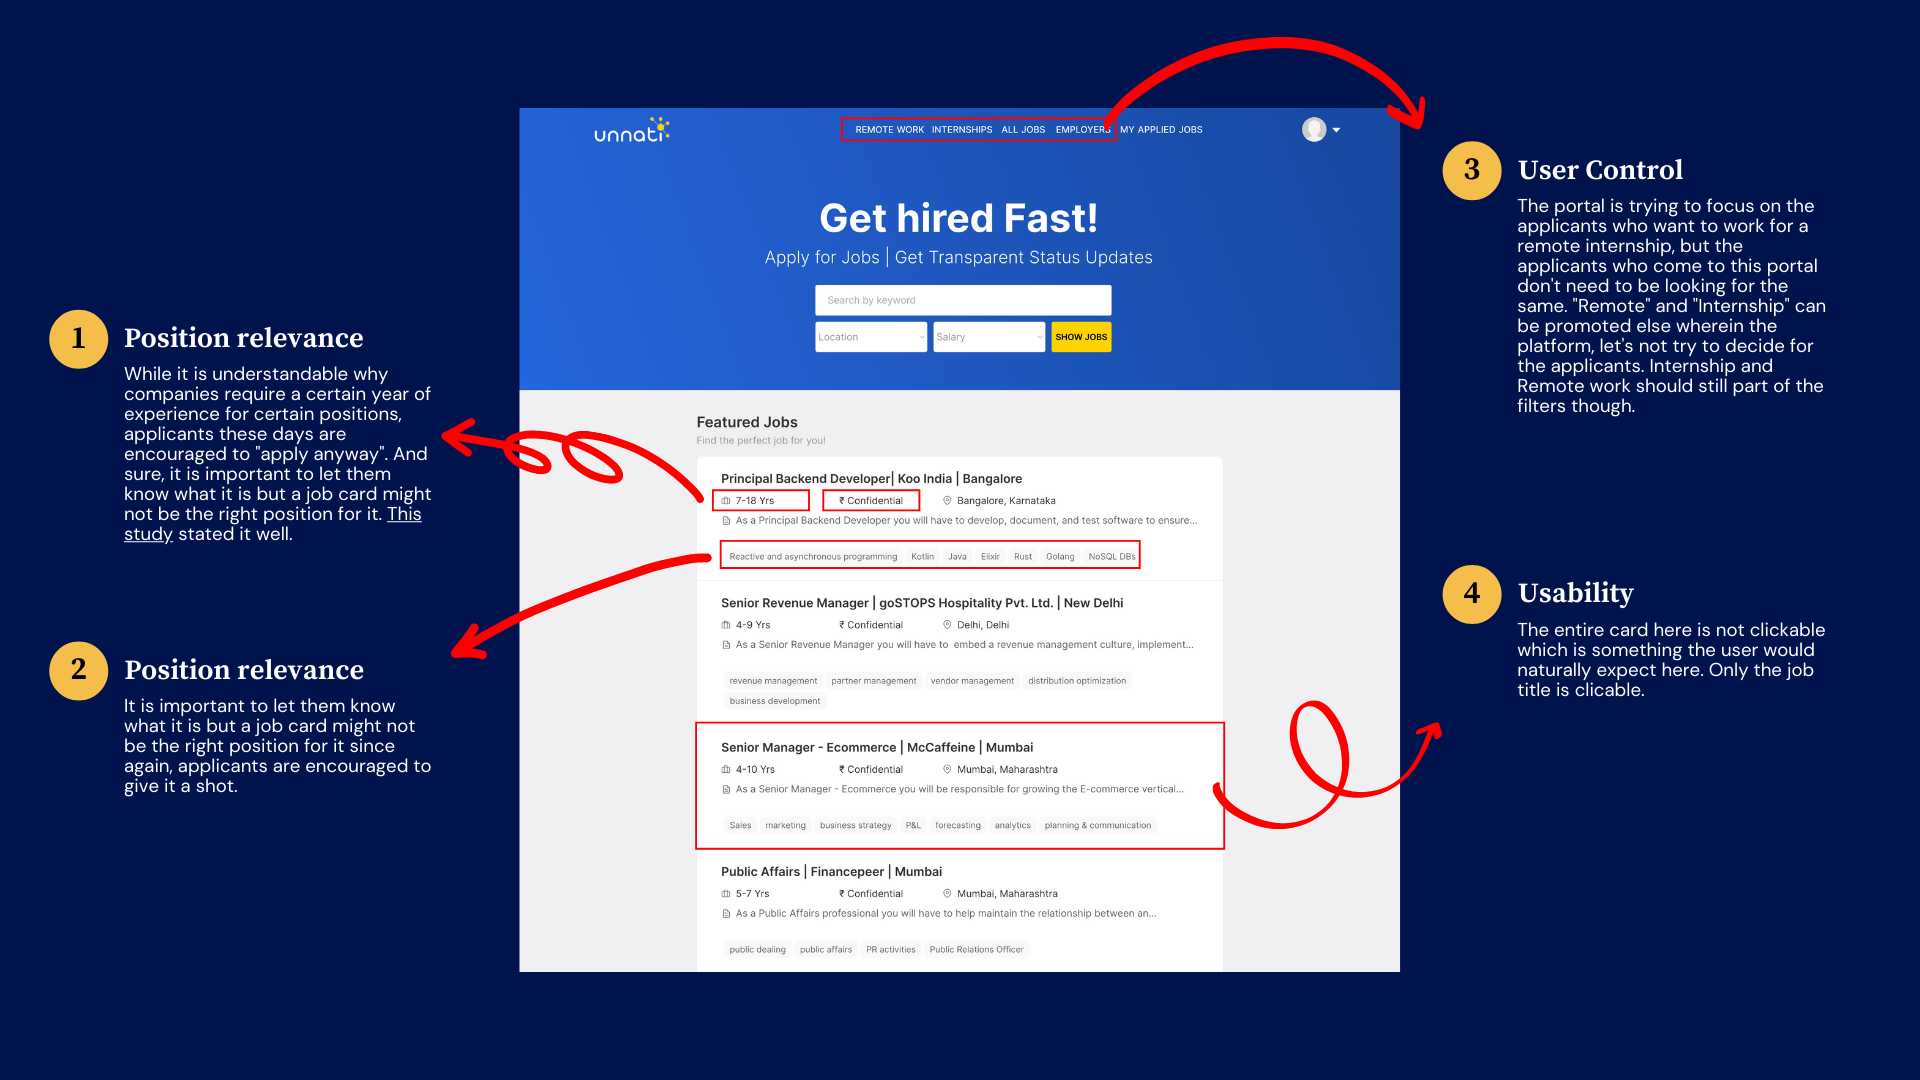 unnati
REMOTE WORK INTERNSHIPS ALL JOBS EMPLOYERS MY APPLIED JOBS
Get hired Fast!
Apply for Jobs | Get Transparent Status Updates
Search by keyword
Location Salary SHOW JOBS
Featured Jobs
Find the perfect job for you!
Principal Backend Developer| Koo India | Bangalore
7-18 Yrs ₹ Confidential Bangalore, Karnataka
As a Principal Backend Developer you will have to develop, document, and test software to ensure...
Reactive and asynchronous programming Kotlin Java Elixir Rust Golang NoSQL DBs
Senior Revenue Manager | goSTOPS Hospitality Pvt. Ltd. | New Delhi
4-9 Yrs ₹ Confidential Delhi, Delhi
As a Senior Revenue Manager you will have to embed a revenue management culture, implement...
revenue management partner management vendor management distribution optimization
business development
Senior Manager - Ecommerce | McCaffeine | Mumbai
4-10 Yrs ₹ Confidential Mumbai, Maharashtra
As a Senior Manager - Ecommerce you will be responsible for growing the E-commerce vertical...
Sales marketing business strategy P&L forecasting analytics planning & communication
Public Affairs | Financepeer | Mumbai
5-7 Yrs ₹ Confidential Mumbai, Maharashtra
As a Public Affairs professional you will have to help maintain the relationship between an...
public dealing public affairs PR activities Public Relations Officer
1 Position relevance
While it is understandable why
companies require a certain year of
experience for certain positions,
applicants these days are
encouraged to "apply anyway". And
sure, it is important to let them
know what it is but a job card might
not be the right position for it. This
study stated it well.
2 Position relevance
It is important to let them know
what it is but a job card might not
be the right position for it since
again, applicants are encouraged to
give it a shot.
3 User Control
The portal is trying to focus on the
applicants who want to work for a
remote internship, but the
applicants who come to this portal
don't need to be looking for the
same. "Remote" and "Internship" can
be promoted else wherein the
platform, let's not try to decide for
the applicants. Internship and
Remote work should still part of the
filters though.
4 Usability
The entire card here is not clickable
which is something the user would
naturally expect here. Only the job
title is clicable.